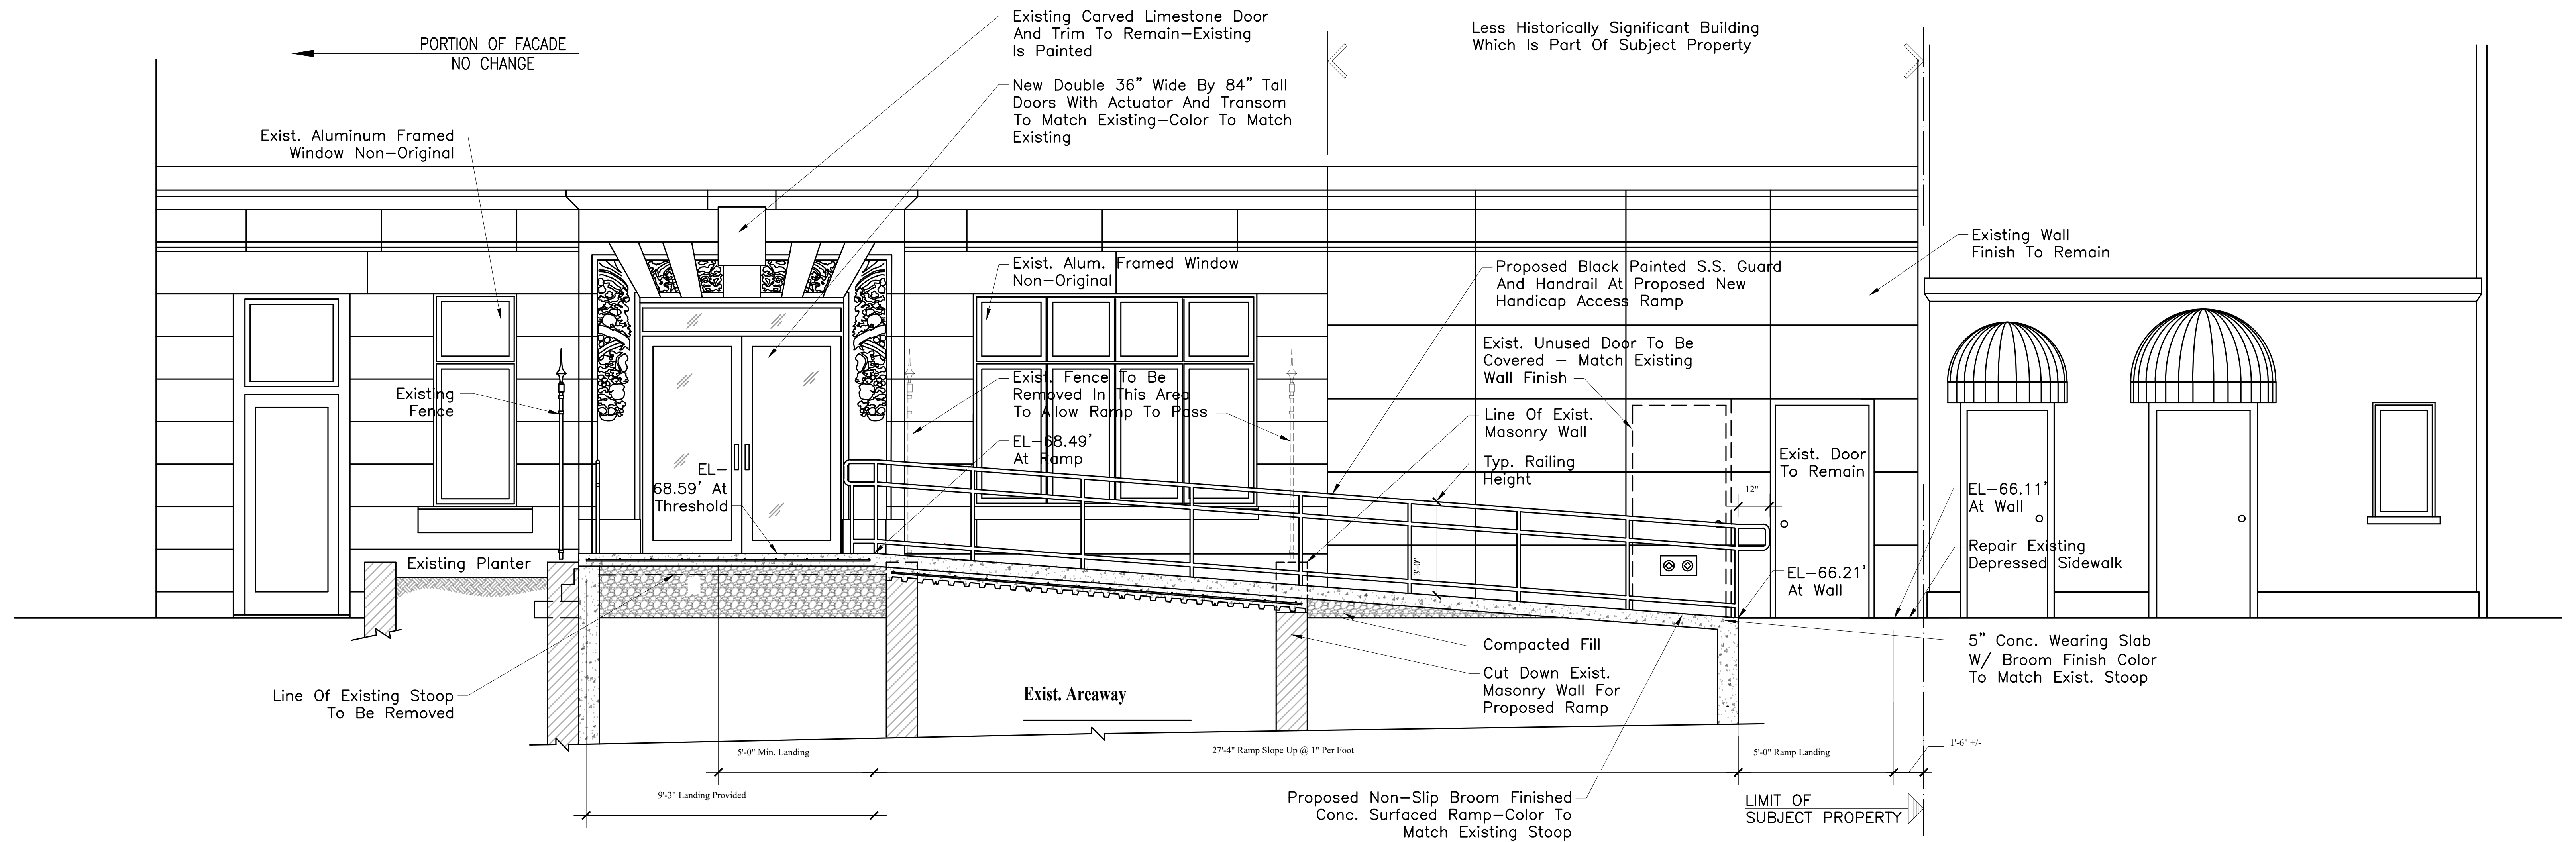 PORTION OF FACADE
NO CHANGE
Exist. Aluminum Framed
Window Non-Original
Existing Carved Limestone Door
And Trim To Remain-Existing
Is Painted
New Double 36" Wide By 84" Tall
Doors With Actuator And Transom
To Match Existing-Color To Match
Existing
Less Historically Significant Building
Which Is Part Of Subject Property
Existing Wall
Finish To Remain
Exist. Alum. Framed Window
Non-Original
Proposed Black Painted S.S. Guard
And Handrail At Proposed New
Handicap Access Ramp
Exist. Unused Door To Be
Covered - Match Existing
Wall Finish
Existing
Fence
Exist. Fence To Be
Removed In This Area
To Allow Ramp To Pass
Line Of Exist.
Masonry Wall
EL-68.49'
At Ramp
Typ. Railing
Height
EL-
68.59' At
Threshold
Exist. Door
To Remain
12"
EL-66.11'
At Wall
Repair Existing
Depressed Sidewalk
Existing Planter
3'-0"
EL-66.21'
At Wall
Compacted Fill
Cut Down Exist.
Masonry Wall For
Proposed Ramp
5" Conc. Wearing Slab
W/ Broom Finish Color
To Match Exist. Stoop
Line Of Existing Stoop
To Be Removed
Exist. Areaway
5'-0" Min. Landing
27'-4" Ramp Slope Up @ 1" Per Foot
5'-0" Ramp Landing
1'-6" +/-
9'-3" Landing Provided
Proposed Non-Slip Broom Finished
Conc. Surfaced Ramp-Color To
Match Existing Stoop
LIMIT OF
SUBJECT PROPERTY